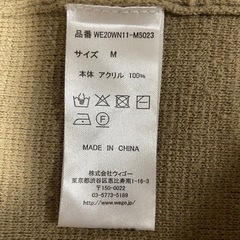 品番 WE20WN11-M5023
サイズ M
本体 アクリル 100%
MADE IN CHINA
株式会社ウィゴー
東京都渋谷区恵比寿南1-16-3
〒150-0022
03-5773-5189
http://www.wego.jp/